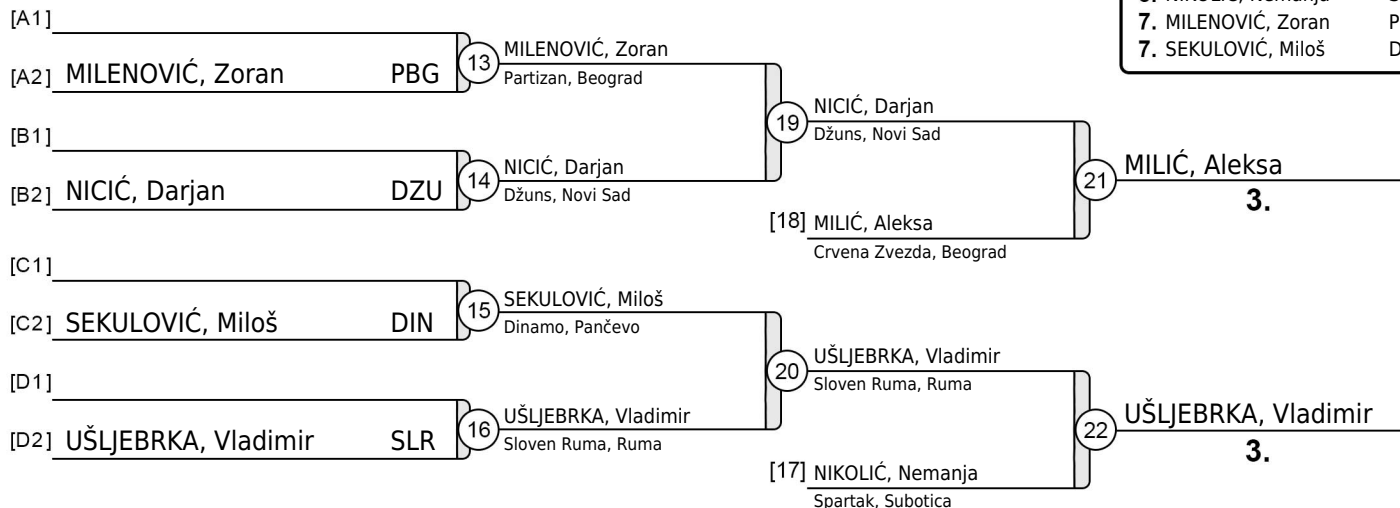 [A1]
[A2] MILENOVIĆ, Zoran PBG
13
MILENOVIĆ, Zoran
Partizan, Beograd
[B1]
[B2] NICIĆ, Darjan DZU
14
NICIĆ, Darjan
Džuns, Novi Sad
19
NICIĆ, Darjan
Džuns, Novi Sad
[18] MILIĆ, Aleksa
Crvena Zvezda, Beograd
21
MILIĆ, Aleksa
3.
[C1]
[C2] SEKULOVIĆ, Miloš DIN
15
SEKULOVIĆ, Miloš
Dinamo, Pančevo
[D1]
[D2] UŠLJEBRKA, Vladimir SLR
16
UŠLJEBRKA, Vladimir
Sloven Ruma, Ruma
20
UŠLJEBRKA, Vladimir
Sloven Ruma, Ruma
[17] NIKOLIĆ, Nemanja
Spartak, Subotica
22
UŠLJEBRKA, Vladimir
3.
7. MILENOVIĆ, Zoran P
7. SEKULOVIĆ, Miloš D